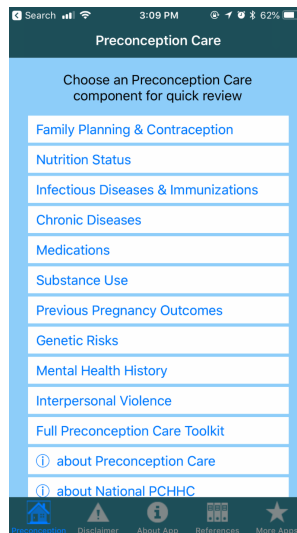 Search 3:09 PM 62%
Preconception Care
Choose an Preconception Care
component for quick review
Family Planning & Contraception
Nutrition Status
Infectious Diseases & Immunizations
Chronic Diseases
Medications
Substance Use
Previous Pregnancy Outcomes
Genetic Risks
Mental Health History
Interpersonal Violence
Full Preconception Care Toolkit
about Preconception Care
about National PCHHC
Preconception Disclaimer About App References More Apps